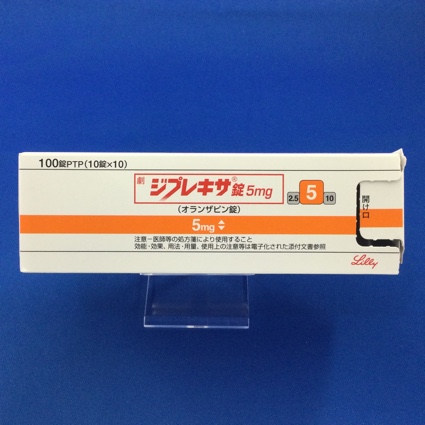 100錠PTP(10錠×10)
劇 ジプレキサ®錠5mg
2.5 5 10
(オランザピン錠)
開け口
5mg
注意-医師等の処方箋により使用すること
効能・効果、用法・用量、使用上の注意等は電子化された添付文書参照
Lilly